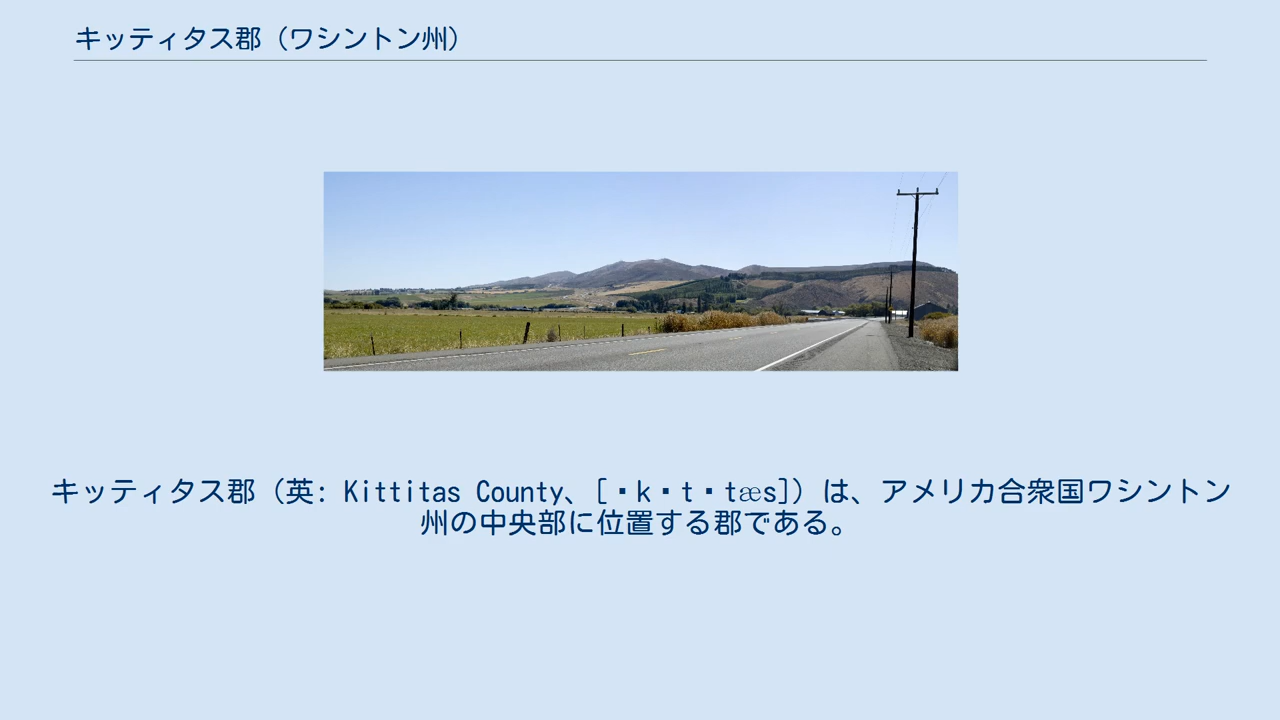 キッティタス郡（ワシントン州）
キッティタス郡（英: Kittitas County、[▪k▪t▪tæs]）は、アメリカ合衆国ワシントン
州の中央部に位置する郡である。